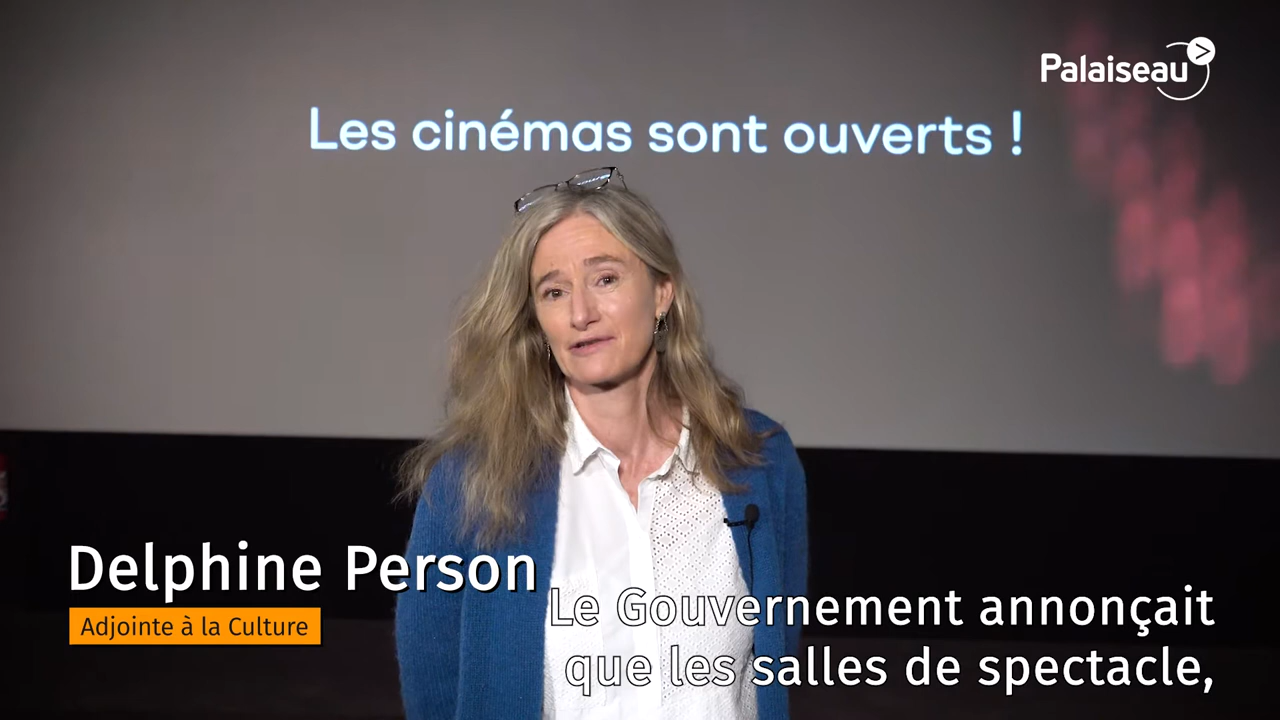 Palaiseau
Les cinémas sont ouverts !
Delphine Person
Adjointe à la Culture
Le Gouvernement annonçait
que les salles de spectacle,